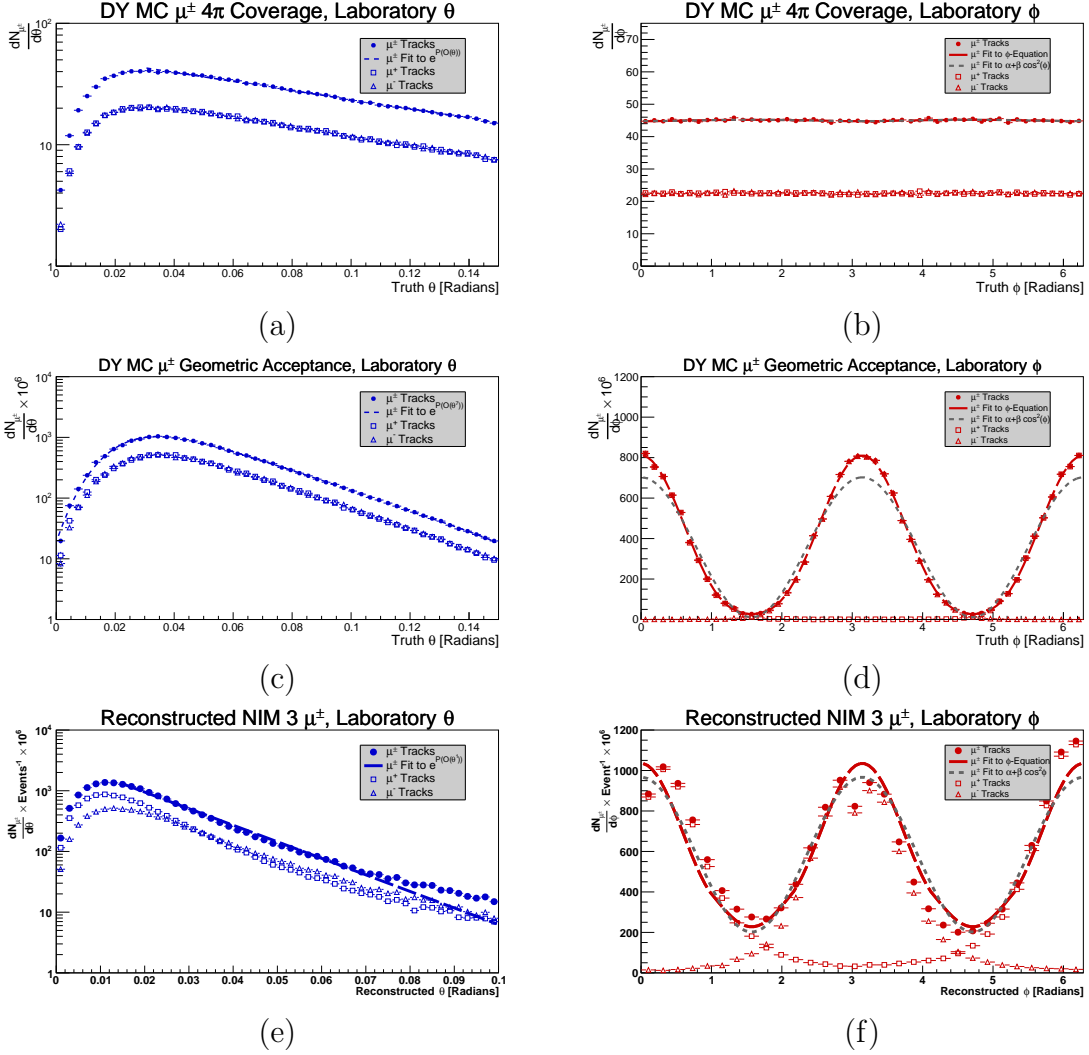 DY MC μ± 4π Coverage, Laboratory θ
dNμ± / dθ
10²
10
1
μ± Tracks
μ± Fit to e^P(O(θ))
μ+ Tracks
μ- Tracks
0 0.02 0.04 0.06 0.08 0.1 0.12 0.14
Truth θ [Radians]
(a)
DY MC μ± 4π Coverage, Laboratory ϕ
dNμ± / dϕ
70
60
50
40
30
20
10
0
μ± Tracks
μ± Fit to ϕ-Equation
μ± Fit to α+β cos²(ϕ)
μ+ Tracks
μ- Tracks
0 1 2 3 4 5 6
Truth ϕ [Radians]
(b)
DY MC μ± Geometric Acceptance, Laboratory θ
dNμ± / dθ × 10⁶
10⁴
10³
10²
10
1
μ± Tracks
μ± Fit to e^P(O(θ⁷))
μ+ Tracks
μ- Tracks
0 0.02 0.04 0.06 0.08 0.1 0.12 0.14
Truth θ [Radians]
(c)
DY MC μ± Geometric Acceptance, Laboratory ϕ
dNμ± / dϕ × 10⁶
1200
1000
800
600
400
200
0
μ± Tracks
μ± Fit to ϕ-Equation
μ± Fit to α+β cos²(ϕ)
μ+ Tracks
μ- Tracks
0 1 2 3 4 5 6
Truth ϕ [Radians]
(d)
Reconstructed NIM 3 μ±, Laboratory θ
dNμ± / dθ × Events⁻¹ × 10⁶
10⁴
10³
10²
10
1
μ± Tracks
μ± Fit to
μ+ Tracks
μ- Tracks
0 0.01 0.02 0.03 0.04 0.05 0.06 0.07 0.08 0.09 0.1
Reconstructed θ [Radians]
(e)
Reconstructed NIM 3 μ±, Laboratory ϕ
dNμ± / dϕ × Event⁻¹ × 10⁶
1200
1000
800
600
400
200
0
μ± Tracks
μ± Fit to ϕ-Equation
μ± Fit to α+β cos²ϕ
μ+ Tracks
μ- Tracks
0 1 2 3 4 5 6
Reconstructed ϕ [Radians]
(f)